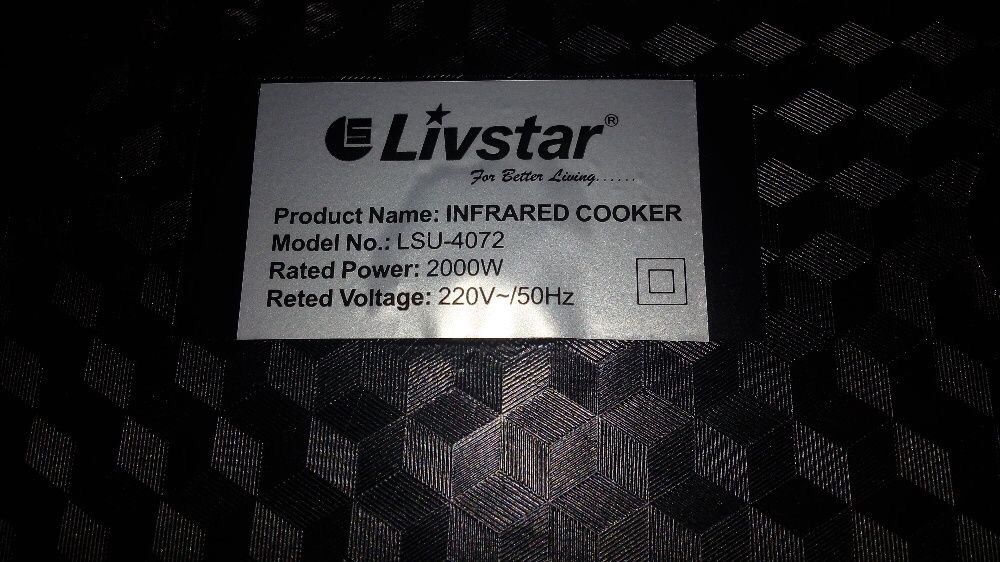 LS Livstar®
For Better Living......
Product Name: INFRARED COOKER
Model No.: LSU-4072
Rated Power: 2000W
Reted Voltage: 220V~/50Hz